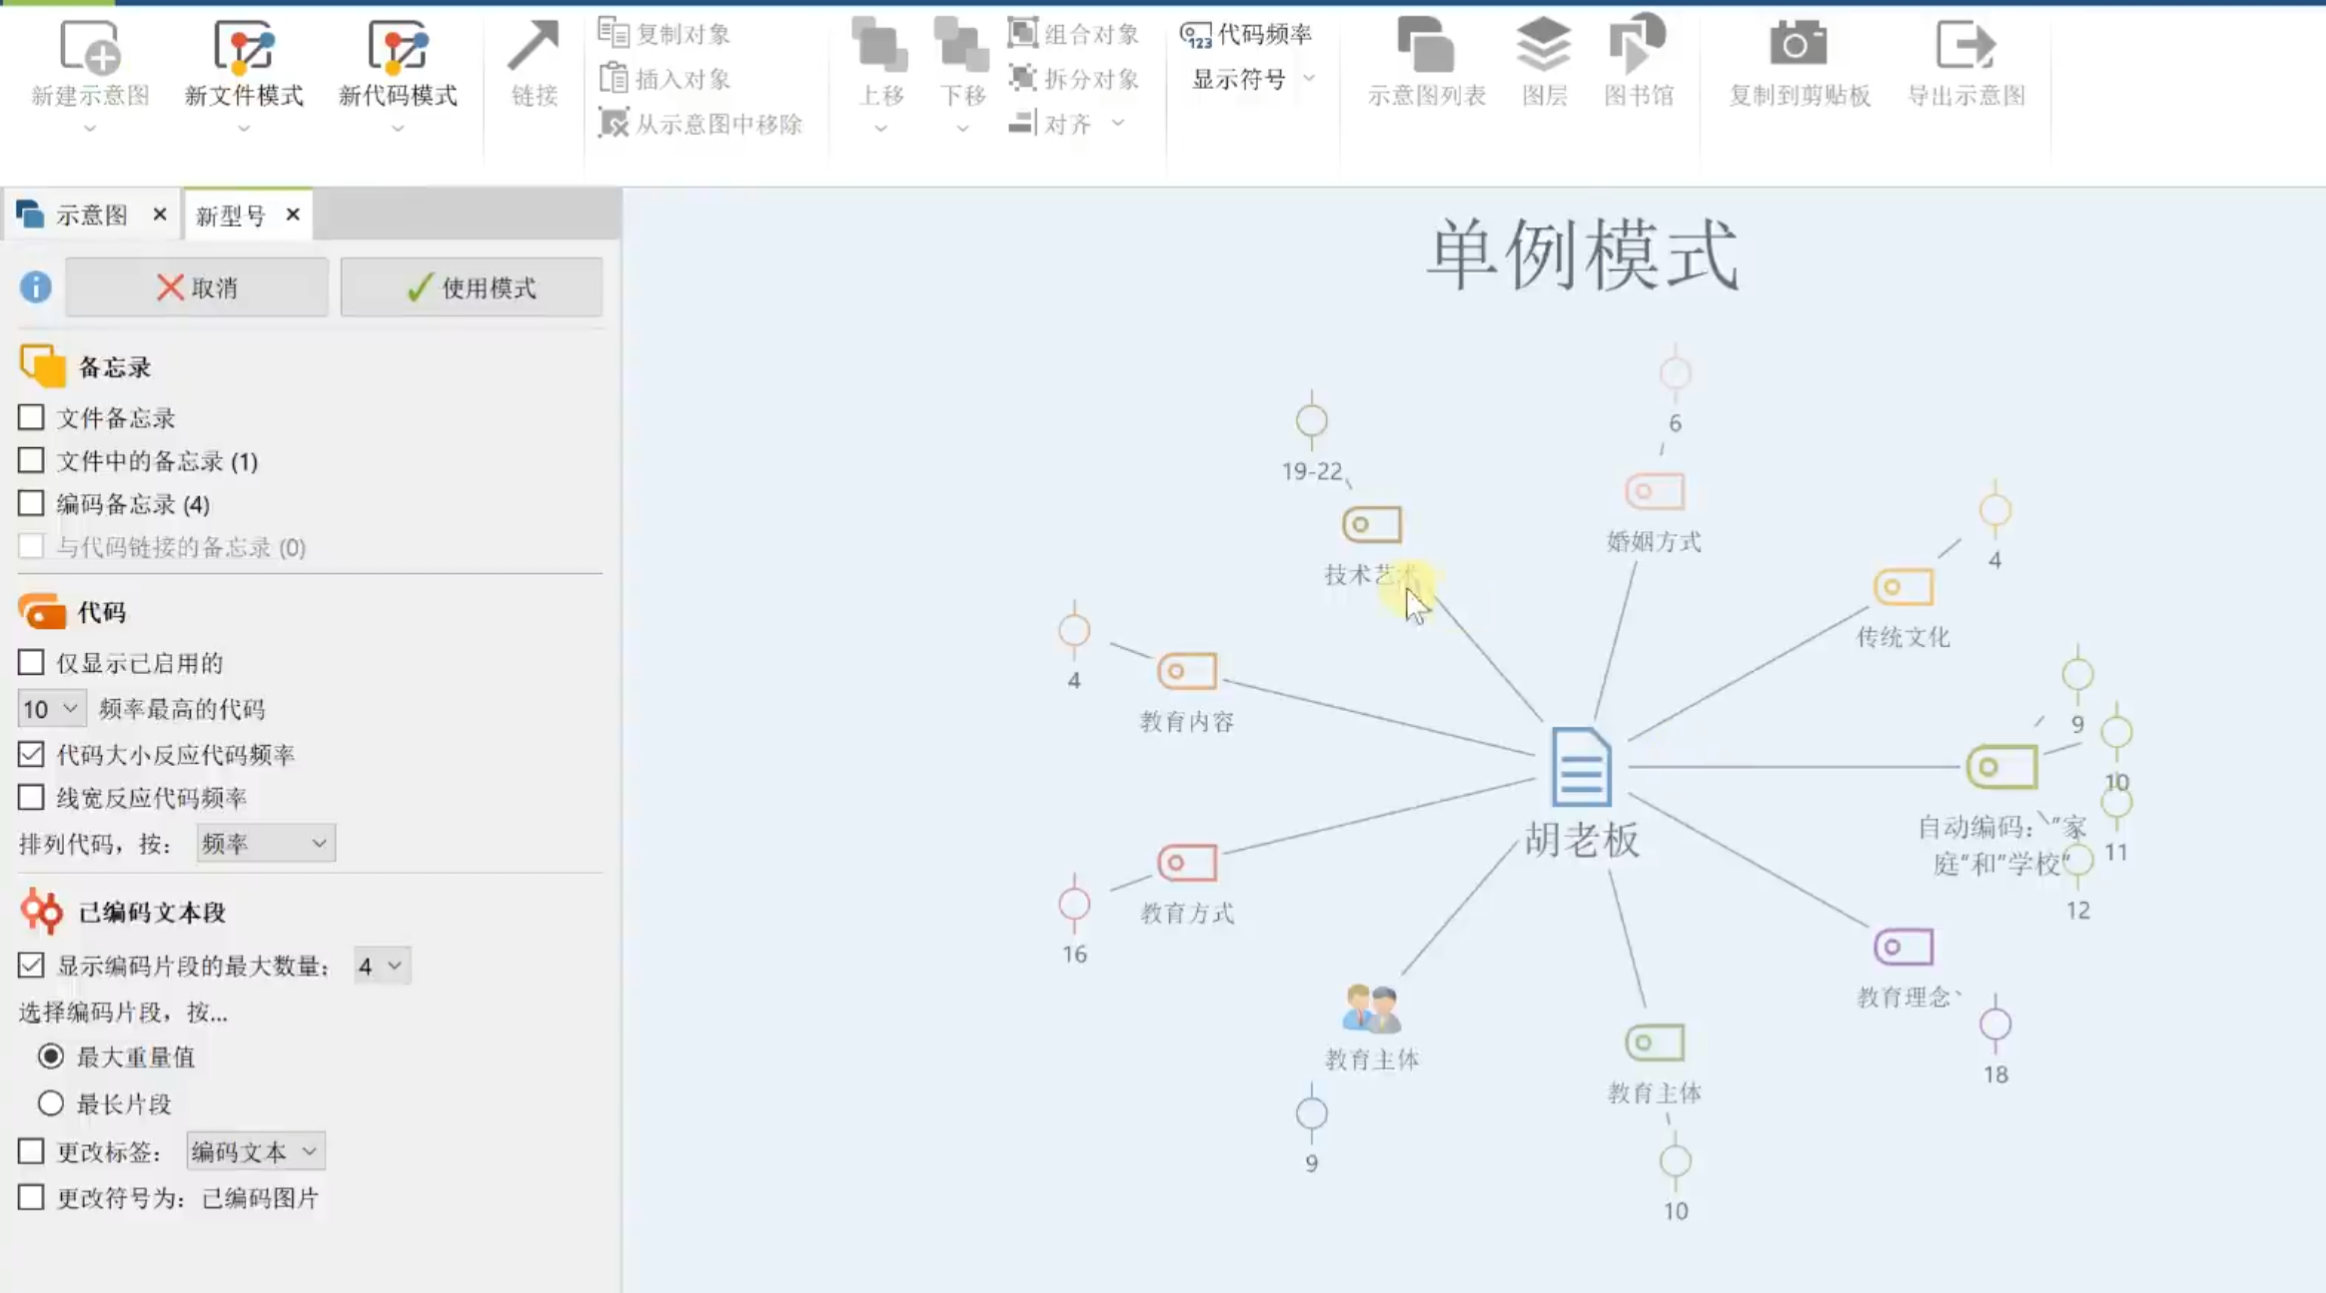 新建示意图
新文件模式
新代码模式
链接
复制对象
插入对象
从示意图中移除
上移
下移
组合对象
拆分对象
对齐
代码频率
显示符号
示意图列表
图层
图书馆
复制到剪贴板
导出示意图
示意图
新型号
取消
使用模式
备忘录
文件备忘录
文件中的备忘录 (1)
编码备忘录 (4)
与代码链接的备忘录 (0)
代码
仅显示已启用的
10 频率最高的代码
代码大小反应代码频率
线宽反应代码频率
排列代码，按： 频率
已编码文本段
显示编码片段的最大数量： 4
选择编码片段，按...
最大重量值
最长片段
更改标签： 编码文本
更改符号为：已编码图片
单例模式
6
19-22
婚姻方式
4
技术艺术
传统文化
4
教育内容
9
10
胡老板
自动编码："家
庭"和"学校"
11
12
教育方式
16
教育理念
教育主体
18
教育主体
9
10